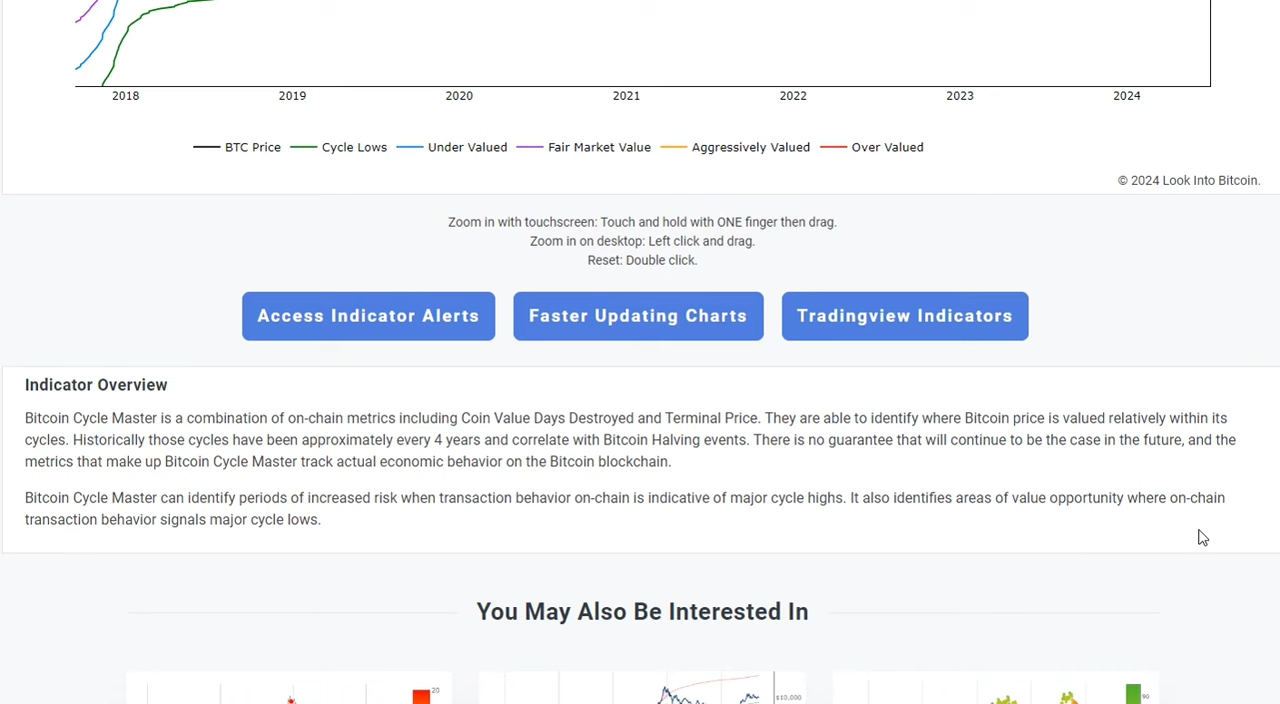 2018 2019 2020 2021 2022 2023 2024
BTC Price Cycle Lows Under Valued Fair Market Value Aggressively Valued Over Valued
© 2024 Look Into Bitcoin.
Zoom in with touchscreen: Touch and hold with ONE finger then drag.
Zoom in on desktop: Left click and drag.
Reset: Double click.
Access Indicator Alerts Faster Updating Charts Tradingview Indicators
Indicator Overview
Bitcoin Cycle Master is a combination of on-chain metrics including Coin Value Days Destroyed and Terminal Price. They are able to identify where Bitcoin price is valued relatively within its
cycles. Historically those cycles have been approximately every 4 years and correlate with Bitcoin Halving events. There is no guarantee that will continue to be the case in the future, and the
metrics that make up Bitcoin Cycle Master track actual economic behavior on the Bitcoin blockchain.
Bitcoin Cycle Master can identify periods of increased risk when transaction behavior on-chain is indicative of major cycle highs. It also identifies areas of value opportunity where on-chain
transaction behavior signals major cycle lows.
You May Also Be Interested In
20 $10,000 90